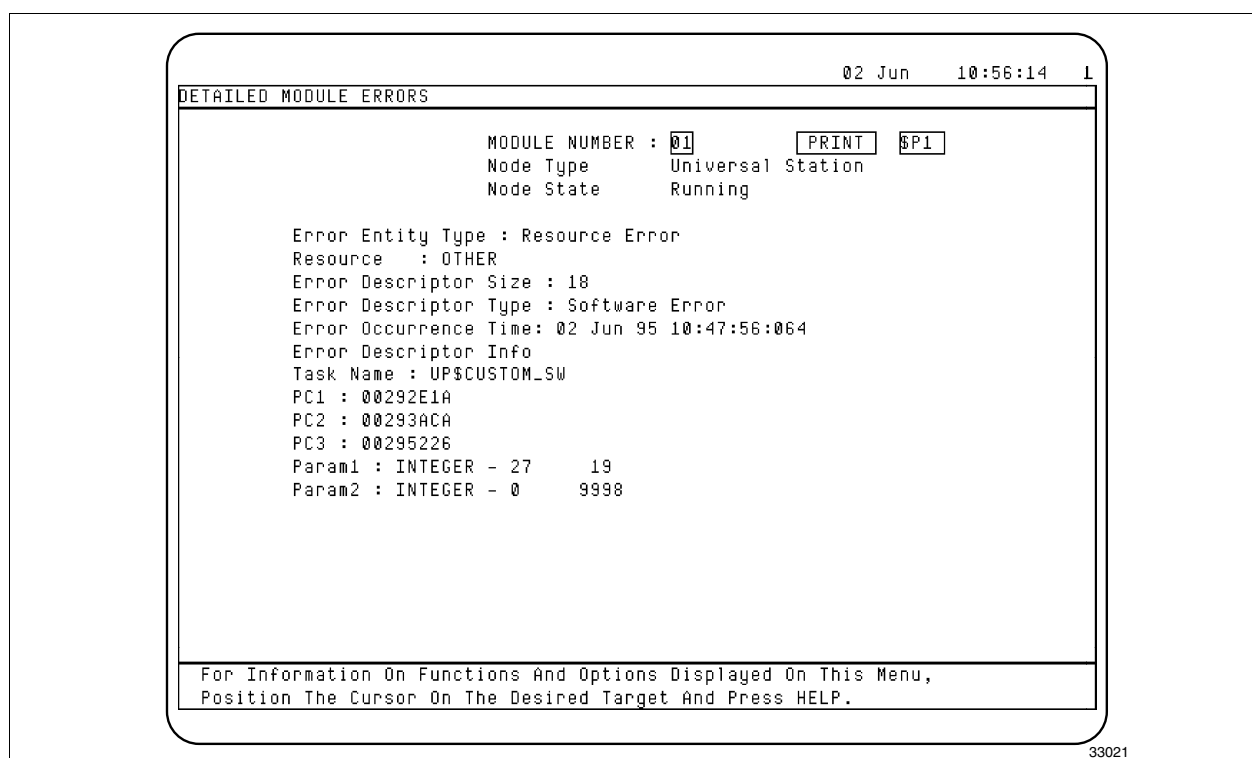 02 Jun 10:56:14 1
DETAILED MODULE ERRORS
MODULE NUMBER : 01 PRINT $P1
Node Type Universal Station
Node State Running
Error Entity Type : Resource Error
Resource : OTHER
Error Descriptor Size : 18
Error Descriptor Type : Software Error
Error Occurrence Time: 02 Jun 95 10:47:56:064
Error Descriptor Info
Task Name : UP$CUSTOM_SW
PC1 : 00292E1A
PC2 : 00293ACA
PC3 : 00295226
Param1 : INTEGER - 27 19
Param2 : INTEGER - 0 9998
For Information On Functions And Options Displayed On This Menu,
Position The Cursor On The Desired Target And Press HELP.
33021